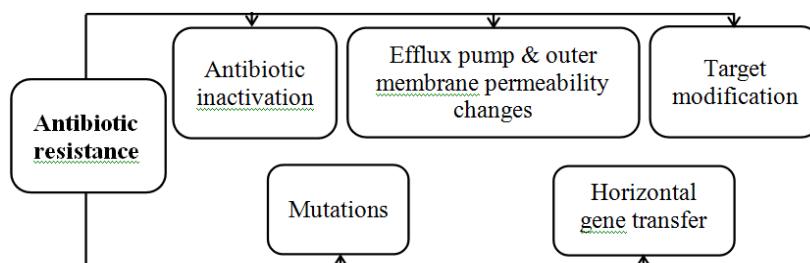 Antibiotic
inactivation
Efflux pump & outer
membrane permeability
changes
Target
modification
Antibiotic
resistance
Mutations
Horizontal
gene transfer